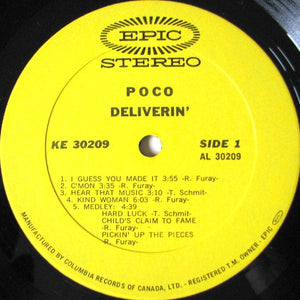 EPIC
STEREO
POCO
DELIVERIN'
KE 30209
SIDE 1
AL 30209
1. I GUESS YOU MADE IT 3:55 -R. Furay-
2. C'MON 3:35 -R. Furay-
3. HEAR THAT MUSIC 3:10 -T. Schmit-
4. KIND WOMAN 6:03 -R. Furay-
5. MEDLEY: 4:39
HARD LUCK -T. Schmit-
CHILD'S CLAIM TO FAME
-R. Furay-
PICKIN' UP THE PIECES
-R. Furay-
MANUFACTURED BY COLUMBIA RECORDS OF CANADA, LTD. - REGISTERED T.M. OWNER - EPIC